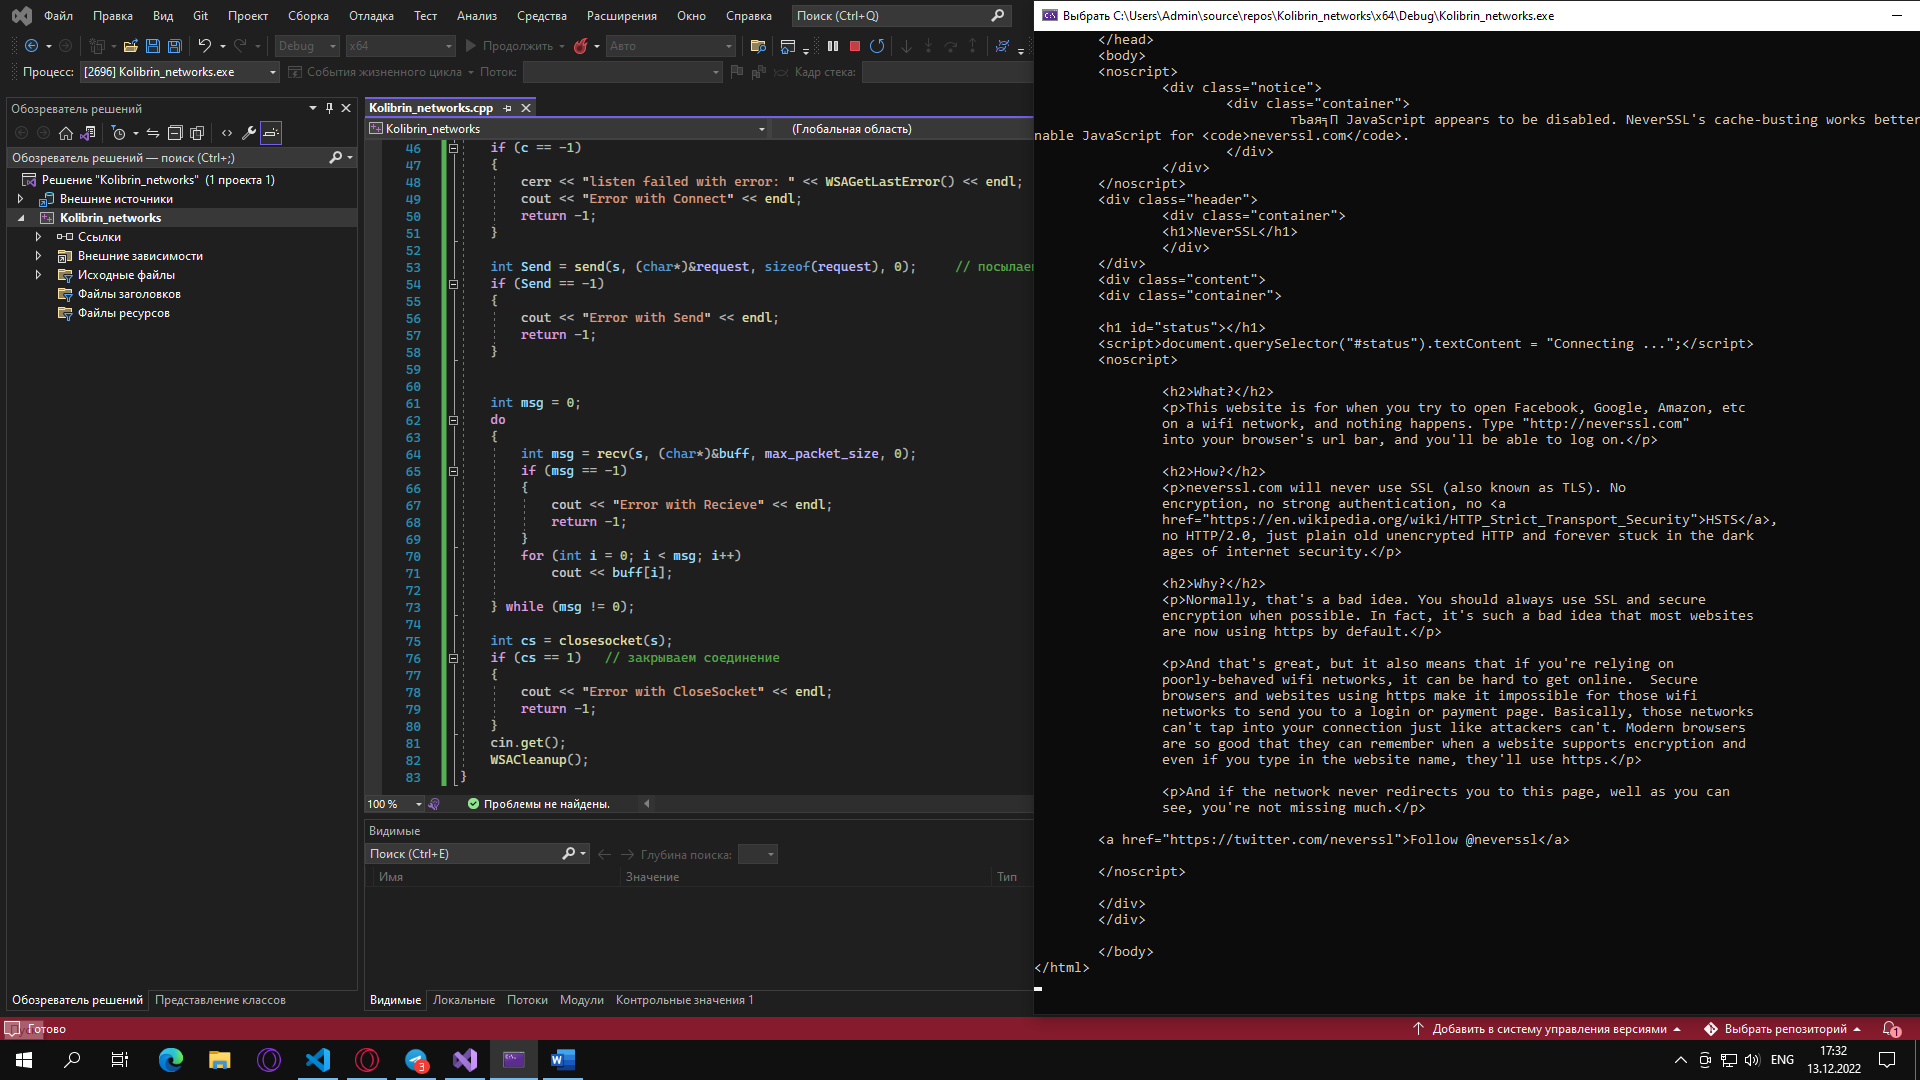 Файл Правка Вид Git Проект Сборка Отладка Тест Анализ Средства Расширения Окно Справка Поиск (Ctrl+Q)
Debug x64 Продолжить Авто
Процесс: [2696] Kolibrin_networks.exe События жизненного цикла Поток: Кадр стека:
Обозреватель решений
Обозреватель решений — поиск (Ctrl+;)
Решение "Kolibrin_networks" (1 проекта 1)
Внешние источники
Kolibrin_networks
Ссылки
Внешние зависимости
Исходные файлы
Файлы заголовков
Файлы ресурсов
Обозреватель решений Представление классов
Kolibrin_networks.cpp
Kolibrin_networks (Глобальная область)
46 if (c == -1)
47 {
48 cerr << "listen failed with error: " << WSAGetLastError() << endl;
49 cout << "Error with Connect" << endl;
50 return -1;
51 }
52
53 int Send = send(s, (char*)&request, sizeof(request), 0); // посылаем
54 if (Send == -1)
55 {
56 cout << "Error with Send" << endl;
57 return -1;
58 }
59
60
61 int msg = 0;
62 do
63 {
64 int msg = recv(s, (char*)&buff, max_packet_size, 0);
65 if (msg == -1)
66 {
67 cout << "Error with Recieve" << endl;
68 return -1;
69 }
70 for (int i = 0; i < msg; i++)
71 cout << buff[i];
72
73 } while (msg != 0);
74
75 int cs = closesocket(s);
76 if (cs == 1) // закрываем соединение
77 {
78 cout << "Error with CloseSocket" << endl;
79 return -1;
80 }
81 cin.get();
82 WSACleanup();
83 }
100 % Проблемы не найдены.
Видимые
Поиск (Ctrl+E) Глубина поиска:
Имя Значение Тип
Видимые Локальные Потоки Модули Контрольные значения 1
Выбрать C:\Users\Admin\source\repos\Kolibrin_networks\x64\Debug\Kolibrin_networks.exe
</head>
<body>
<noscript>
<div class="notice">
<div class="container">
JavaScript appears to be disabled. NeverSSL's cache-busting works better
nable JavaScript for <code>neverssl.com</code>.
</div>
</div>
</noscript>
<div class="header">
<div class="container">
<h1>NeverSSL</h1>
</div>
</div>
<div class="content">
<div class="container">
<h1 id="status"></h1>
<script>document.querySelector("#status").textContent = "Connecting ...";</script>
<noscript>
<h2>What?</h2>
<p>This website is for when you try to open Facebook, Google, Amazon, etc
on a wifi network, and nothing happens. Type "http://neverssl.com"
into your browser's url bar, and you'll be able to log on.</p>
<h2>How?</h2>
<p>neverssl.com will never use SSL (also known as TLS). No
encryption, no strong authentication, no <a
href="https://en.wikipedia.org/wiki/HTTP_Strict_Transport_Security">HSTS</a>,
no HTTP/2.0, just plain old unencrypted HTTP and forever stuck in the dark
ages of internet security.</p>
<h2>Why?</h2>
<p>Normally, that's a bad idea. You should always use SSL and secure
encryption when possible. In fact, it's such a bad idea that most websites
are now using https by default.</p>
<p>And that's great, but it also means that if you're relying on
poorly-behaved wifi networks, it can be hard to get online.  Secure
browsers and websites using https make it impossible for those wifi
networks to send you to a login or payment page. Basically, those networks
can't tap into your connection just like attackers can't. Modern browsers
are so good that they can remember when a website supports encryption and
even if you type in the website name, they'll use https.</p>
<p>And if the network never redirects you to this page, well as you can
see, you're not missing much.</p>
<a href="https://twitter.com/neverssl">Follow @neverssl</a>
</noscript>
</div>
</div>
</body>
</html>
Готово Добавить в систему управления версиями Выбрать репозиторий 1
3 ENG 17:32
13.12.2022